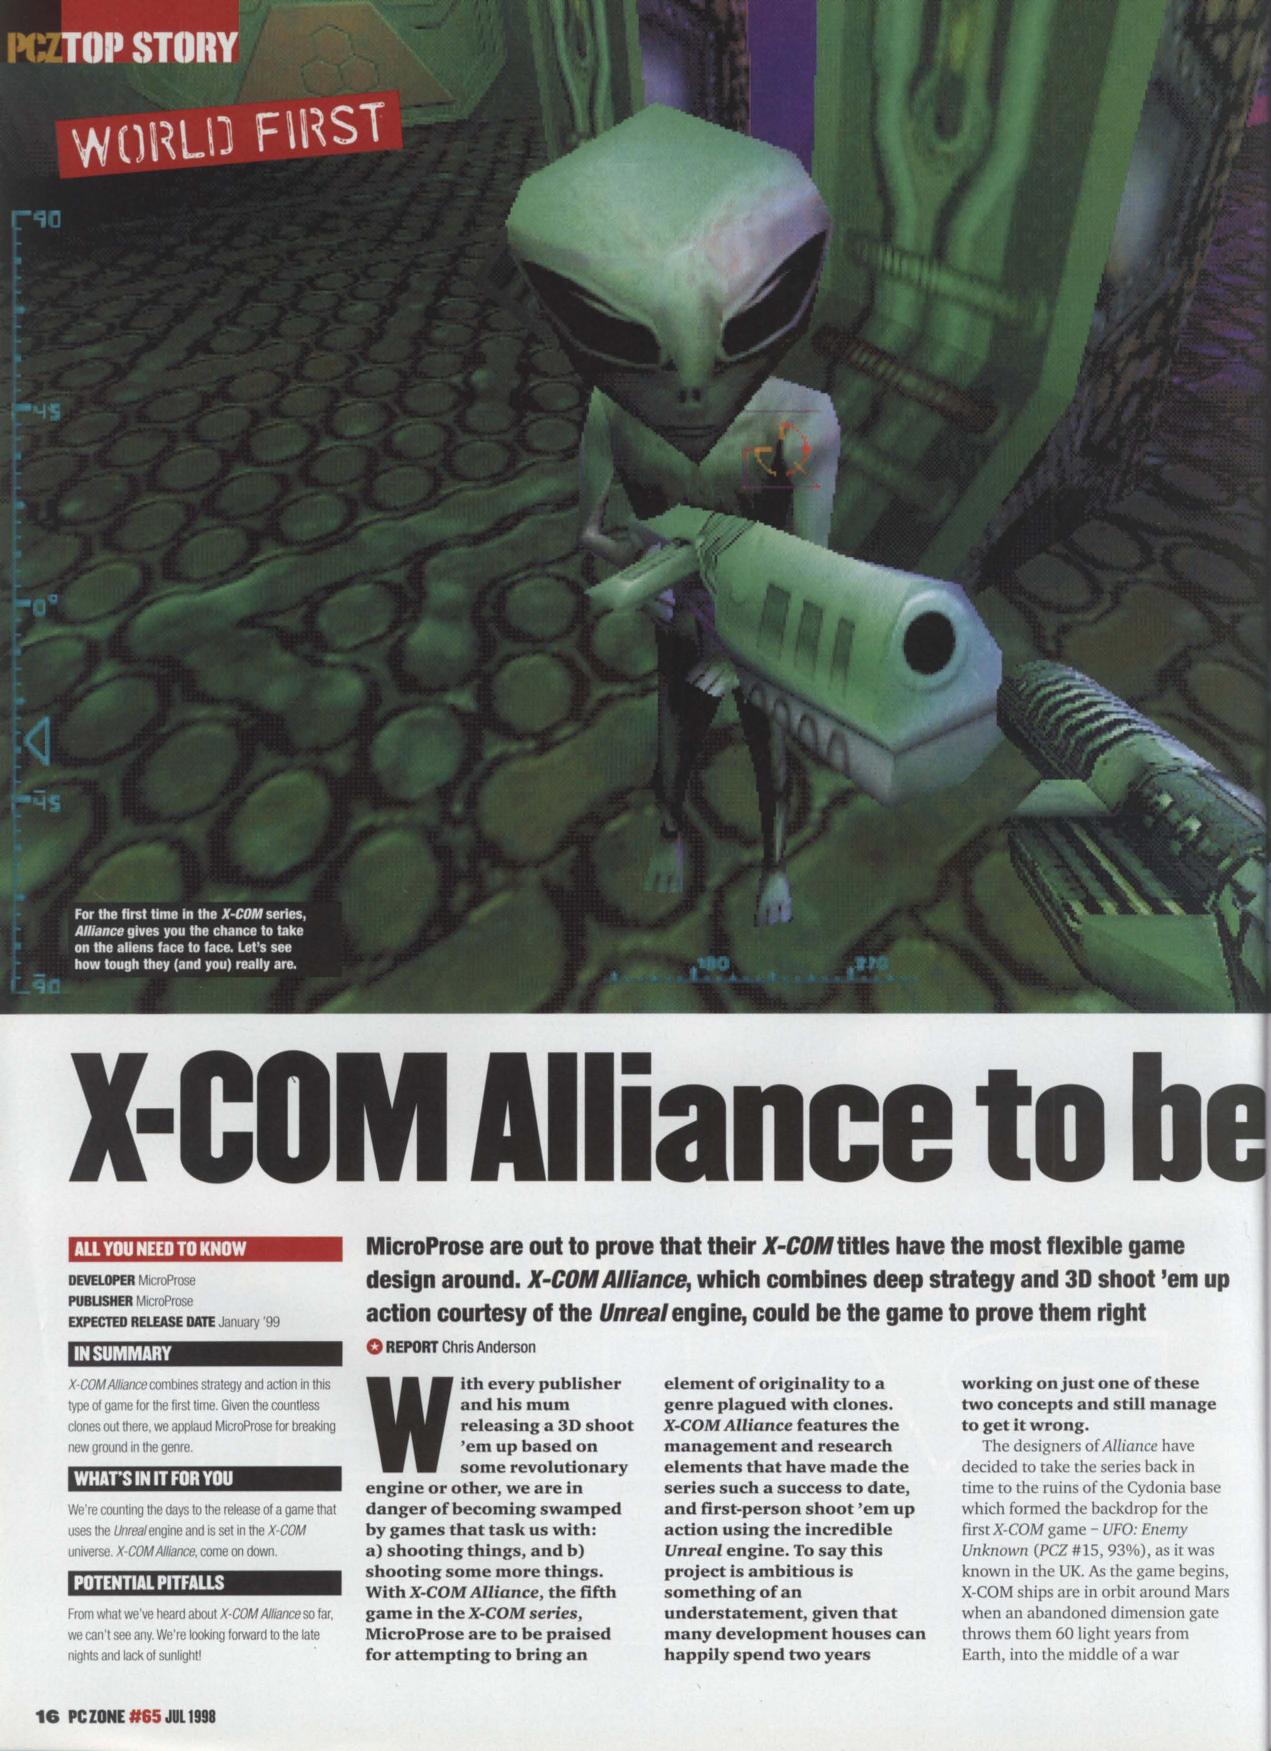 PCZ TOP STORY
WORLD FIRST
90
45
0°
-45
-90
180
270
For the first time in the X-COM series,
Alliance gives you the chance to take
on the aliens face to face. Let's see
how tough they (and you) really are.
X-COM Alliance to be
ALL YOU NEED TO KNOW
DEVELOPER MicroProse
PUBLISHER MicroProse
EXPECTED RELEASE DATE January '99
IN SUMMARY
X-COM Alliance combines strategy and action in this
type of game for the first time. Given the countless
clones out there, we applaud MicroProse for breaking
new ground in the genre.
WHAT'S IN IT FOR YOU
We're counting the days to the release of a game that
uses the Unreal engine and is set in the X-COM
universe. X-COM Alliance, come on down.
POTENTIAL PITFALLS
From what we've heard about X-COM Alliance so far,
we can't see any. We're looking forward to the late
nights and lack of sunlight!
MicroProse are out to prove that their X-COM titles have the most flexible game
design around. X-COM Alliance, which combines deep strategy and 3D shoot 'em up
action courtesy of the Unreal engine, could be the game to prove them right
REPORT Chris Anderson
With every publisher
and his mum
releasing a 3D shoot
'em up based on
some revolutionary
engine or other, we are in
danger of becoming swamped
by games that task us with:
a) shooting things, and b)
shooting some more things.
With X-COM Alliance, the fifth
game in the X-COM series,
MicroProse are to be praised
for attempting to bring an
element of originality to a
genre plagued with clones.
X-COM Alliance features the
management and research
elements that have made the
series such a success to date,
and first-person shoot 'em up
action using the incredible
Unreal engine. To say this
project is ambitious is
something of an
understatement, given that
many development houses can
happily spend two years
working on just one of these
two concepts and still manage
to get it wrong.
The designers of Alliance have
decided to take the series back in
time to the ruins of the Cydonia base
which formed the backdrop for the
first X-COM game – UFO: Enemy
Unknown (PCZ #15, 93%), as it was
known in the UK. As the game begins,
X-COM ships are in orbit around Mars
when an abandoned dimension gate
throws them 60 light years from
Earth, into the middle of a war
16 PC ZONE #65 JUL 1998